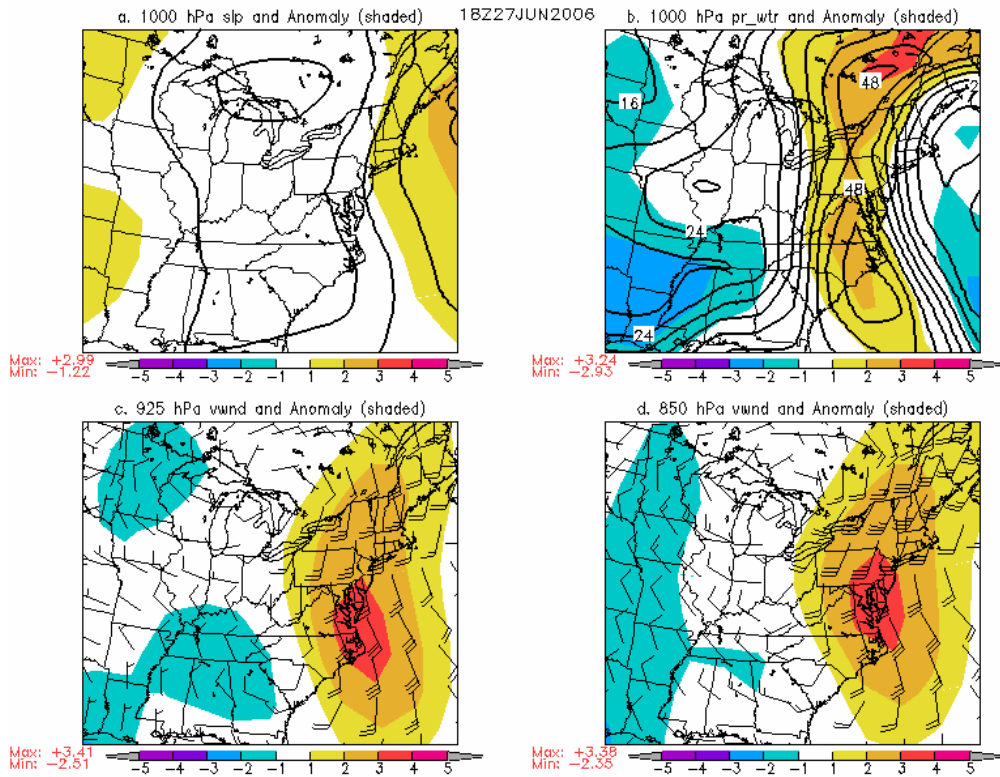 18Z27JUN2006
a. 1000 hPa slp and Anomaly (shaded)
Max: +2.99
Min: -1.22
-5 -4 -3 -2 -1 1 2 3 4 5
b. 1000 hPa pr_wtr and Anomaly (shaded)
48
16
48
24
24
Max: +3.24
Min: -2.93
-5 -4 -3 -2 -1 1 2 3 4 5
c. 925 hPa vwnd and Anomaly (shaded)
Max: +3.41
Min: -2.51
-5 -4 -3 -2 -1 1 2 3 4 5
d. 850 hPa vwnd and Anomaly (shaded)
Max: +3.38
Min: -2.35
-5 -4 -3 -2 -1 1 2 3 4 5